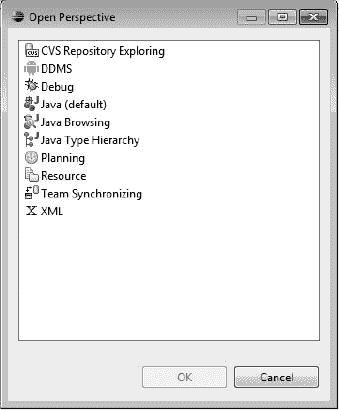 Open Perspective
CVS Repository Exploring
DDMS
Debug
Java (default)
Java Browsing
Java Type Hierarchy
Planning
Resource
Team Synchronizing
XML
OK
Cancel